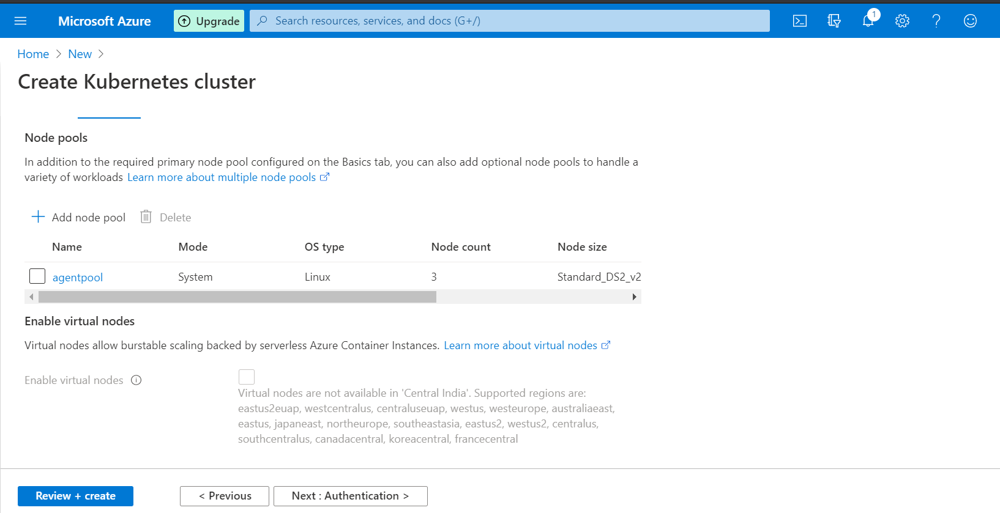 Microsoft Azure
Upgrade
Search resources, services, and docs (G+/)
1
Home > New >
Create Kubernetes cluster
Node pools
In addition to the required primary node pool configured on the Basics tab, you can also add optional node pools to handle a
variety of workloads Learn more about multiple node pools
Add node pool Delete
Name Mode OS type Node count Node size
agentpool System Linux 3 Standard_DS2_v2
Enable virtual nodes
Virtual nodes allow burstable scaling backed by serverless Azure Container Instances. Learn more about virtual nodes
Enable virtual nodes
Virtual nodes are not available in 'Central India'. Supported regions are:
eastus2euap, westcentralus, centraluseuap, westus, westeurope, australiaeast,
eastus, japaneast, northeurope, southeastasia, eastus2, westus2, centralus,
southcentralus, canadacentral, koreacentral, francecentral
Review + create
< Previous
Next : Authentication >